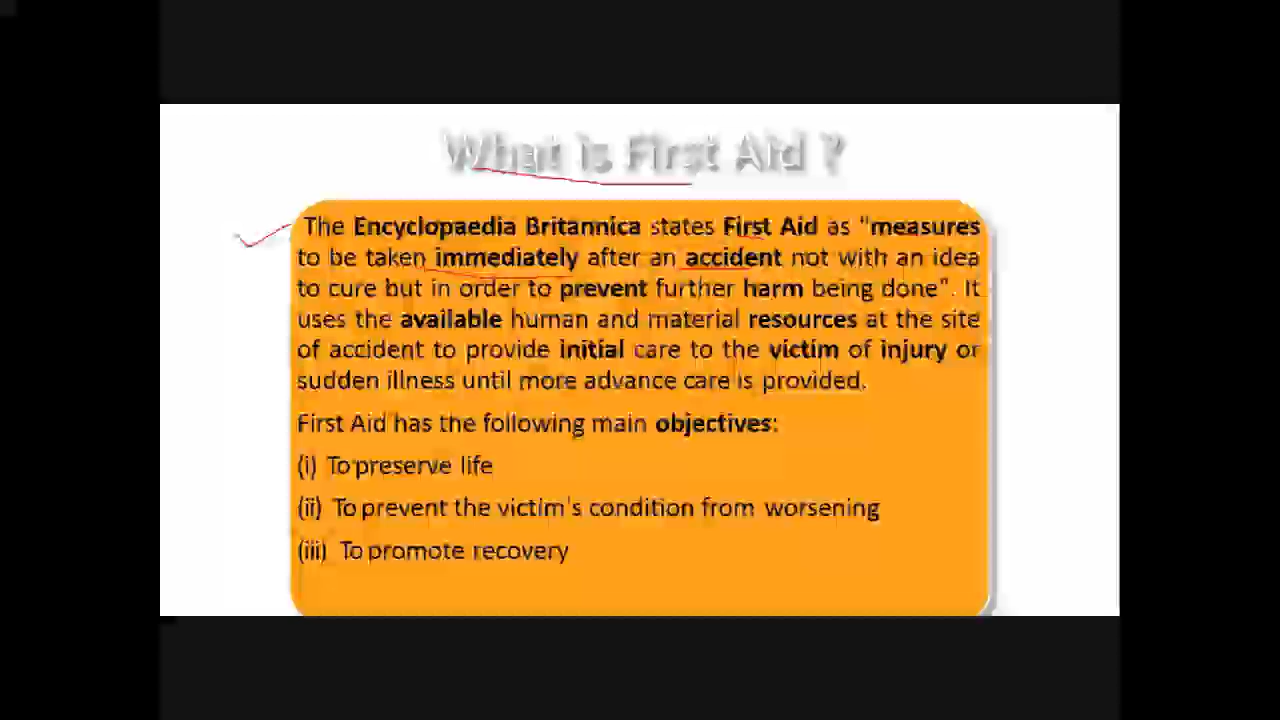 What is First Aid ?
The Encyclopaedia Britannica states First Aid as "measures
to be taken immediately after an accident not with an idea
to cure but in order to prevent further harm being done". It
uses the available human and material resources at the site
of accident to provide initial care to the victim of injury or
sudden illness until more advance care is provided.
First Aid has the following main objectives:
(i) To preserve life
(ii) To prevent the victim's condition from worsening
(iii) To promote recovery